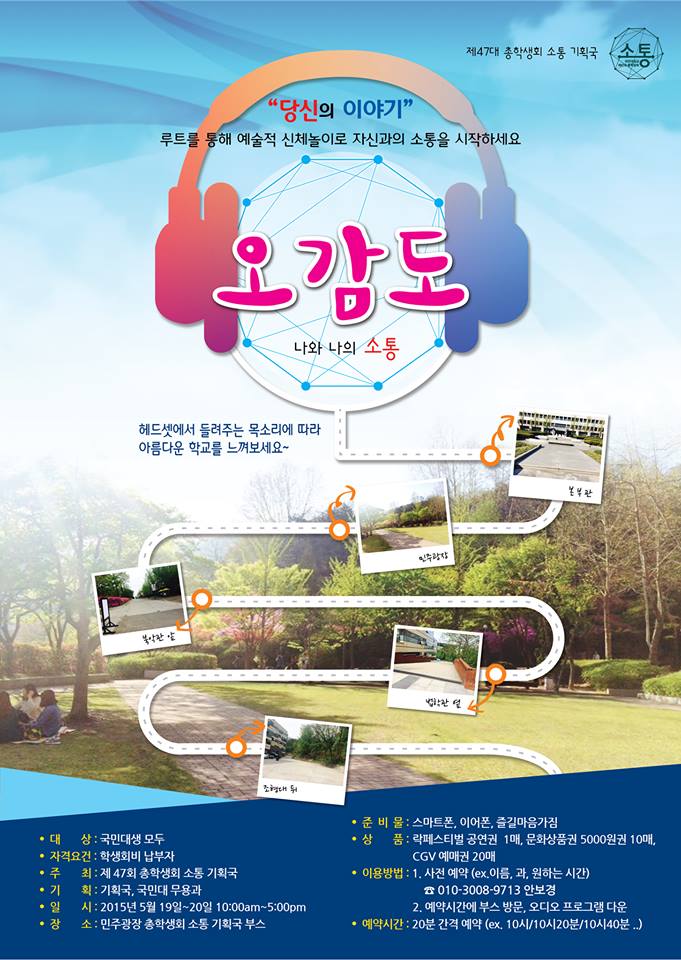 제47대 총학생회 소통 기획국
소통
“당신의 이야기”
루트를 통해 예술적 신체놀이로 자신과의 소통을 시작하세요
오감도
나와 나의 소통
헤드셋에서 들려주는 목소리에 따라
아름다운 학교를 느껴보세요~
본부관
민주광장
북악관 앞
법학관 옆
조형대 뒤
• 대 상 : 국민대생 모두
• 자격요건 : 학생회비 납부자
• 주 최 : 제 47회 총학생회 소통 기획국
• 기 획 : 기획국, 국민대 무용과
• 일 시 : 2015년 5월 19일~20일 10:00am~5:00pm
• 장 소 : 민주광장 총학생회 소통 기획국 부스
• 준 비 물 : 스마트폰, 이어폰, 즐길마음가짐
• 상 품 : 락페스티벌 공연권 1매, 문화상품권 5000원권 10매,
CGV 예매권 20매
• 이용방법 : 1. 사전 예약 (ex.이름, 과, 원하는 시간)
☎ 010-3008-9713 안보경
2. 예약시간에 부스 방문, 오디오 프로그램 다운
• 예약시간 : 20분 간격 예약 (ex. 10시/10시20분/10시40분 ..)